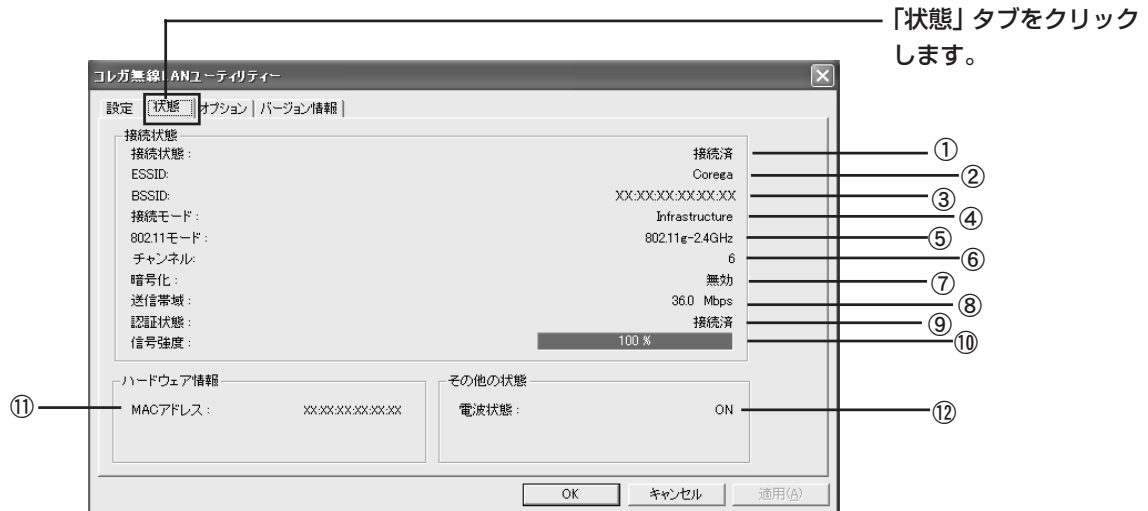 「状態」タブをクリック
します。
コレガ無線LANユーティリティー
設定 状態 オプション バージョン情報
接続状態
接続状態： 接続済 ①
ESSID: Corega ②
BSSID: XX:XX:XX:XX:XX:XX ③
接続モード： Infrastructure ④
802.11モード： 802.11g-2.4GHz ⑤
チャンネル: 6 ⑥
暗号化： 無効 ⑦
送信帯域： 36.0 Mbps ⑧
認証状態： 接続済 ⑨
信号強度： 100 % ⑩
ハードウェア情報 その他の状態
⑪ MACアドレス： XX:XX:XX:XX:XX:XX 電波状態： ON ⑫
OK キャンセル 適用(A)